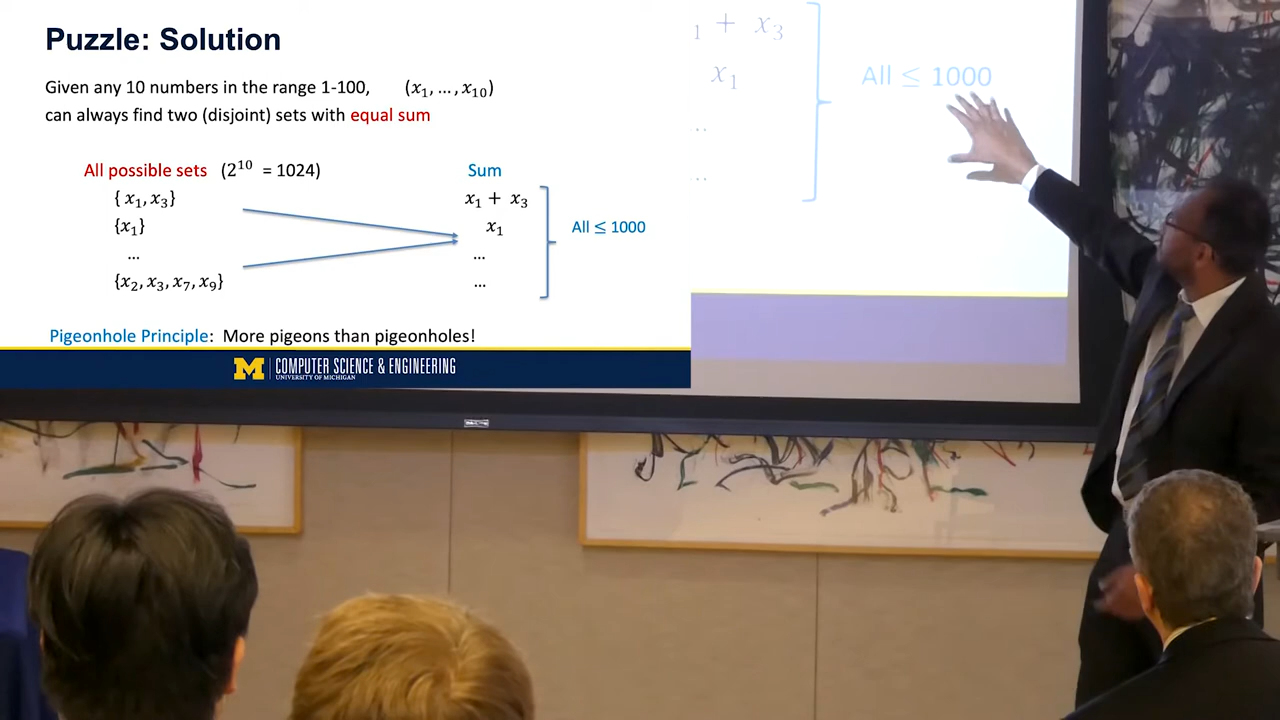 Puzzle: Solution
Given any 10 numbers in the range 1-100, (x₁, …, x₁₀)
can always find two (disjoint) sets with equal sum
All possible sets (2¹⁰ = 1024)
Sum
{ x₁, x₃}
x₁ + x₃
{x₁}
x₁
…
…
{x₂, x₃, x₇, x₉}
…
All ≤ 1000
Pigeonhole Principle: More pigeons than pigeonholes!
M
COMPUTER SCIENCE & ENGINEERING
UNIVERSITY OF MICHIGAN
₁ + x₃
x₁
..
..
All ≤ 1000